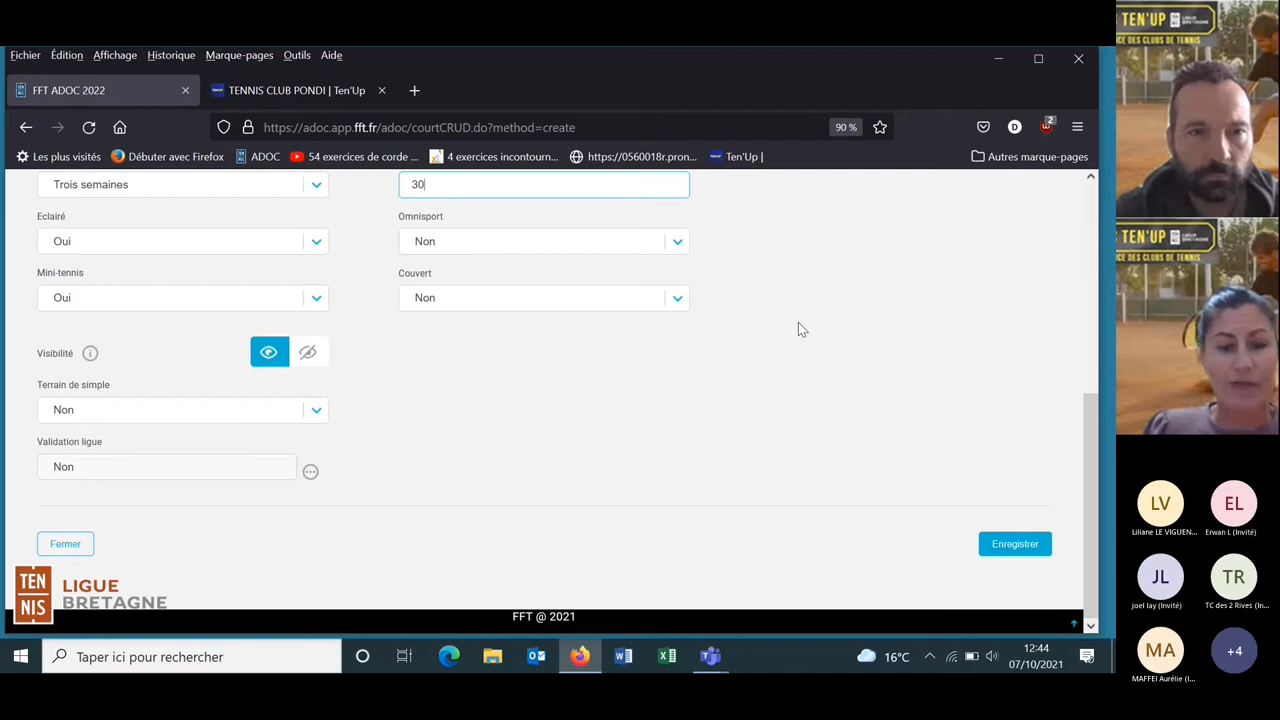 Fichier Édition Affichage Historique Marque-pages Outils Aide
FFT ADOC 2022
TENNIS CLUB PONDI | Ten'Up
https://adoc.app.fft.fr/adoc/courtCRUD.do?method=create
90 %
2
D
Les plus visités
Débuter avec Firefox
ADOC
54 exercices de corde ...
4 exercices incontourn...
https://0560018r.pron...
Ten'Up |
Autres marque-pages
Trois semaines
30
Eclairé
Omnisport
Oui
Non
Mini-tennis
Couvert
Oui
Non
Visibilité
Terrain de simple
Non
Validation ligue
Non
Fermer
Enregistrer
TEN
NIS
LIGUE
BRETAGNE
FFT @ 2021
Taper ici pour rechercher
16°C
12:44
07/10/2021
TEN'UP
LIGUE
BRETAGNE
CE DES CLUBS DE TENNIS
TEN'UP
LIGUE
BRETAGNE
CE DES CLUBS DE TENNIS
LV
EL
Liliane LE VIGUEN...
Erwan L (Invité)
JL
TR
joel lay (Invité)
TC des 2 Rives (In...
MA
+4
MAFFEI Aurélie (I...